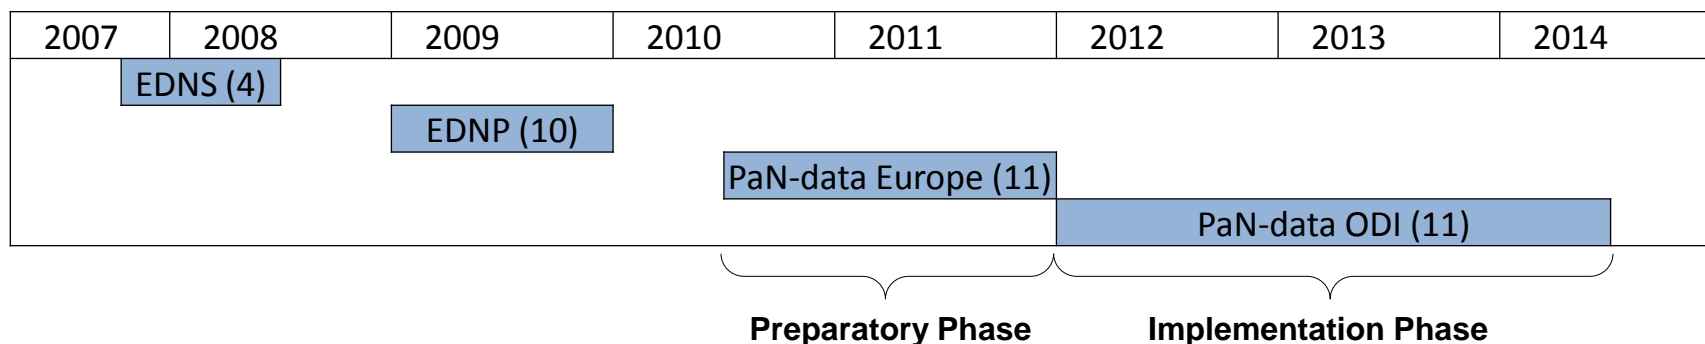 2007 2008 2009 2010 2011 2012 2013 2014
EDNS (4)
EDNP (10)
PaN-data Europe (11)
PaN-data ODI (11)
Preparatory Phase Implementation Phase